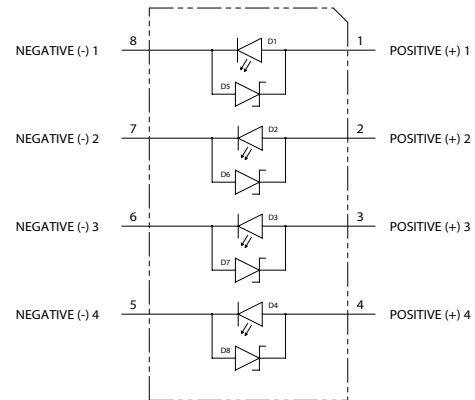 NEGATIVE (-) 1 8 D1 1 POSITIVE (+) 1
D5
NEGATIVE (-) 2 7 D2 2 POSITIVE (+) 2
D6
NEGATIVE (-) 3 6 D3 3 POSITIVE (+) 3
D7
NEGATIVE (-) 4 5 D4 4 POSITIVE (+) 4
D8